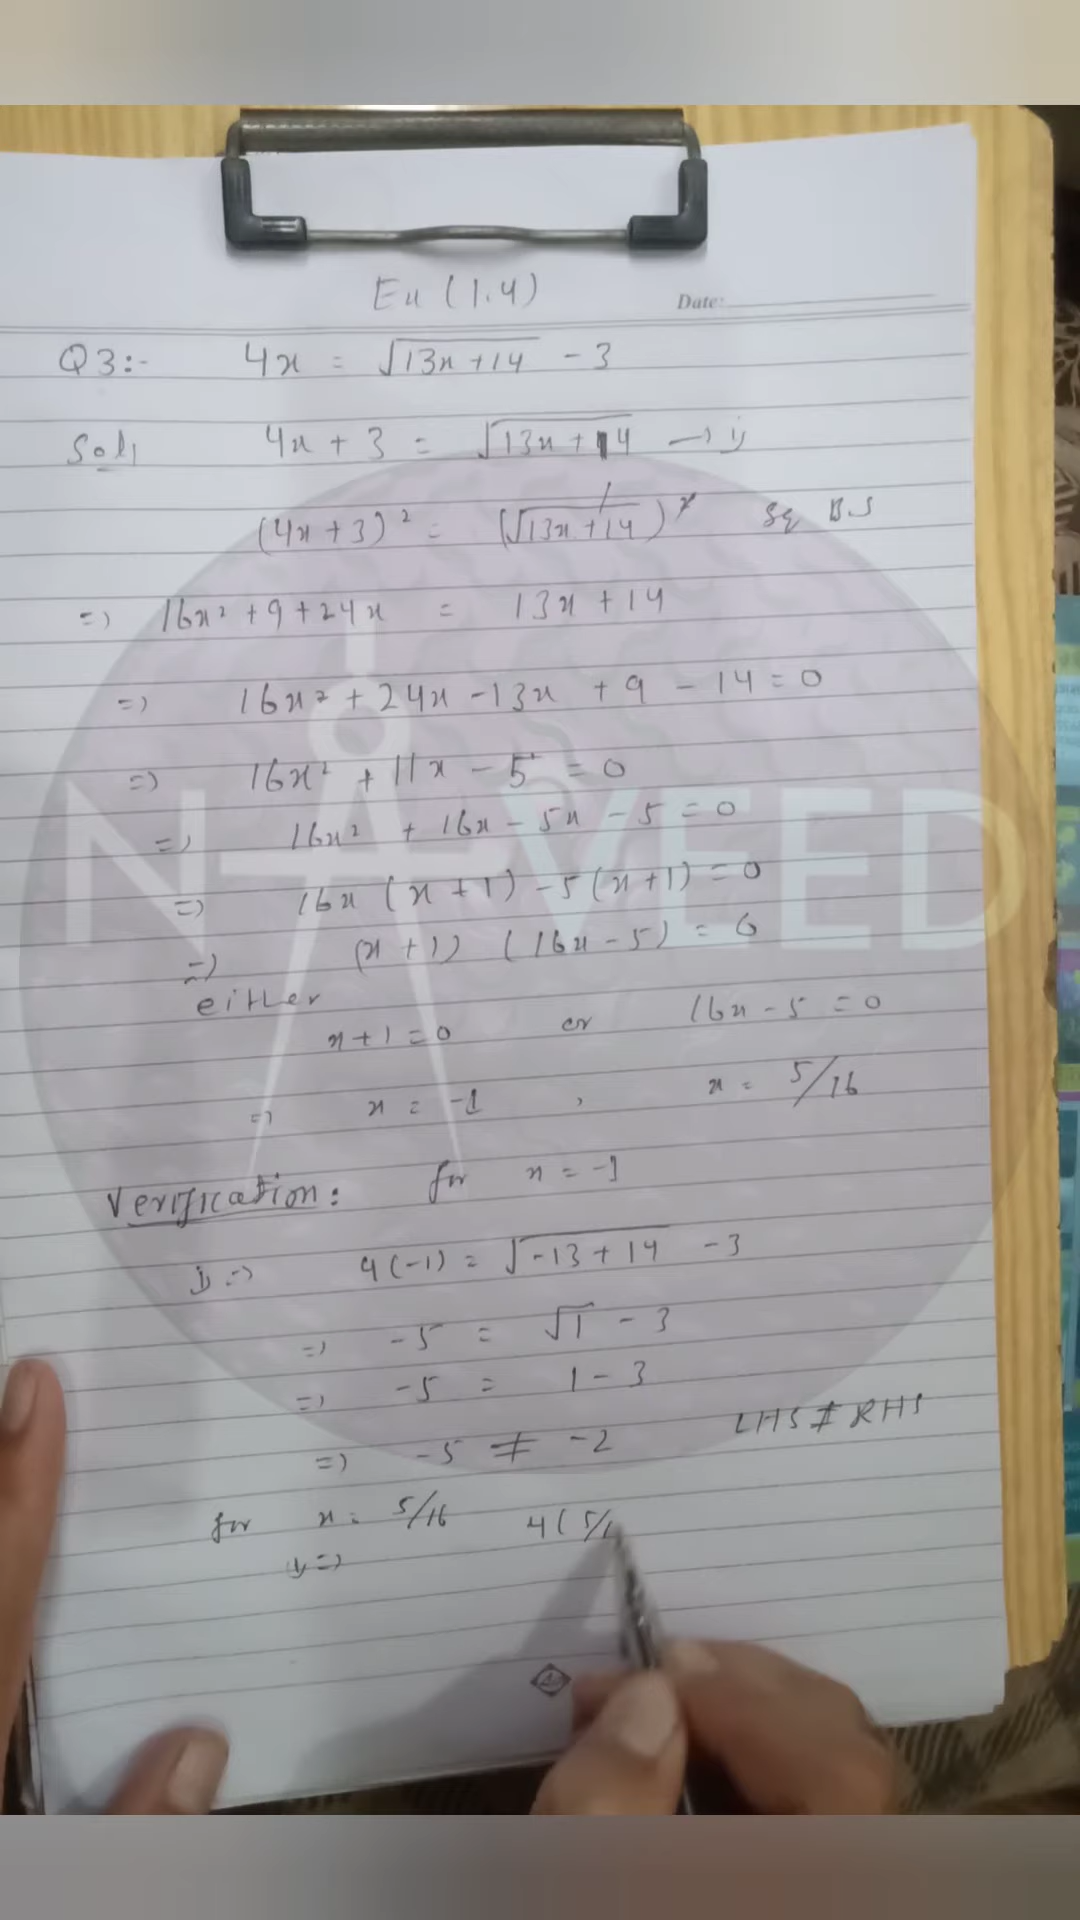 Ex (1.4)
Date:
Q3:- 4x = √13x+14 - 3
Sol, 4x + 3 = √13x+14 → i)
(4x+3)² = (√13x+14)² Sq B.S
=> 16x² + 9 + 24x = 13x + 14
=> 16x² + 24x - 13x + 9 - 14 = 0
=> 16x² + 11x - 5 = 0
=> 16x² + 16x - 5x - 5 = 0
=> 16x (x+1) - 5(x+1) = 0
=> (x+1) (16x-5) = 0
either
x+1 = 0 or 16x - 5 = 0
=> x = -1 , x = 5/16
Verification: for x = -1
i) => 4(-1) = √-13+14 - 3
=> -5 = √1 - 3
=> -5 = 1 - 3
=> -5 ≠ -2 LHS ≠ RHS
for x = 5/16 4(5/1
i) =>
NAVEED